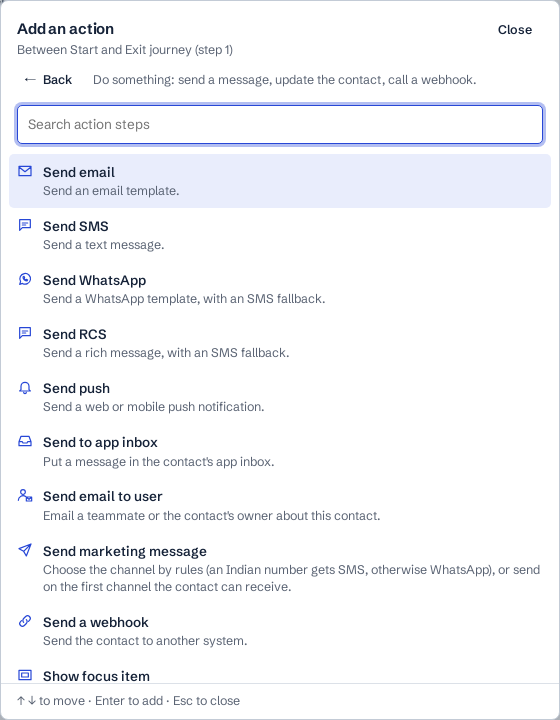 Add an action
Close
Between Start and Exit journey (step 1)
← Back
Do something: send a message, update the contact, call a webhook.
Search action steps
Send email
Send an email template.
Send SMS
Send a text message.
Send WhatsApp
Send a WhatsApp template, with an SMS fallback.
Send RCS
Send a rich message, with an SMS fallback.
Send push
Send a web or mobile push notification.
Send to app inbox
Put a message in the contact's app inbox.
Send email to user
Email a teammate or the contact's owner about this contact.
Send marketing message
Choose the channel by rules (an Indian number gets SMS, otherwise WhatsApp), or send
on the first channel the contact can receive.
Send a webhook
Send the contact to another system.
Show focus item
↑↓ to move · Enter to add · Esc to close